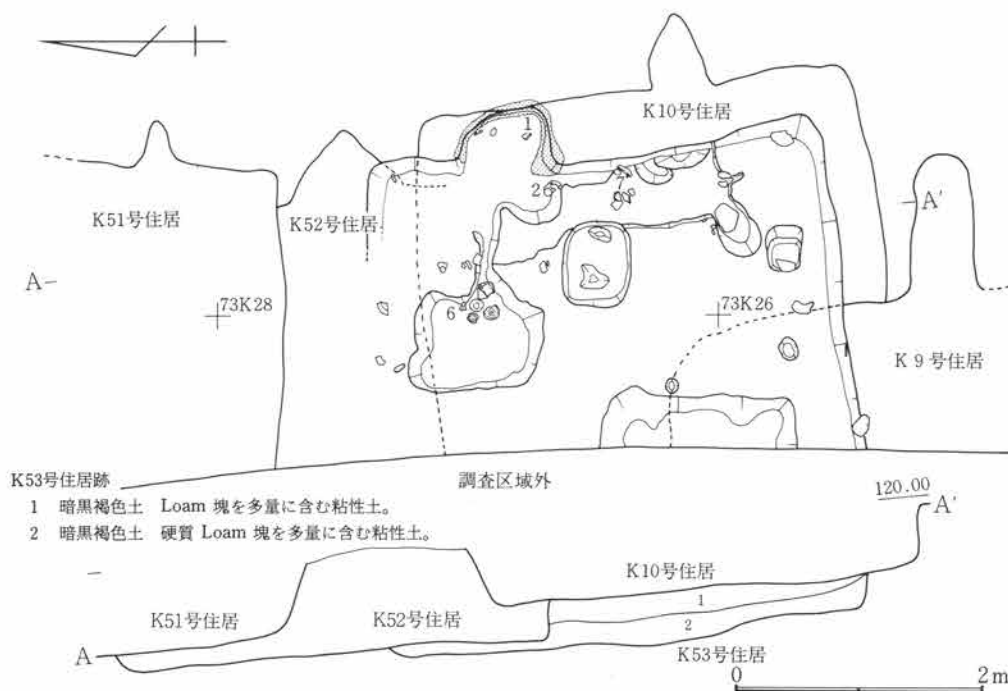 K10号住居
1
K51号住居
K52号住居
2
A'
A
73K28
73K26
6
K9号住居
K53号住居跡
調査区域外
1 暗黒褐色土 Loam 塊を多量に含む粘性土。
2 暗黒褐色土 硬質 Loam 塊を多量に含む粘性土。
120.00
A'
K10号住居
1
K51号住居
K52号住居
2
A
K53号住居
0
2m